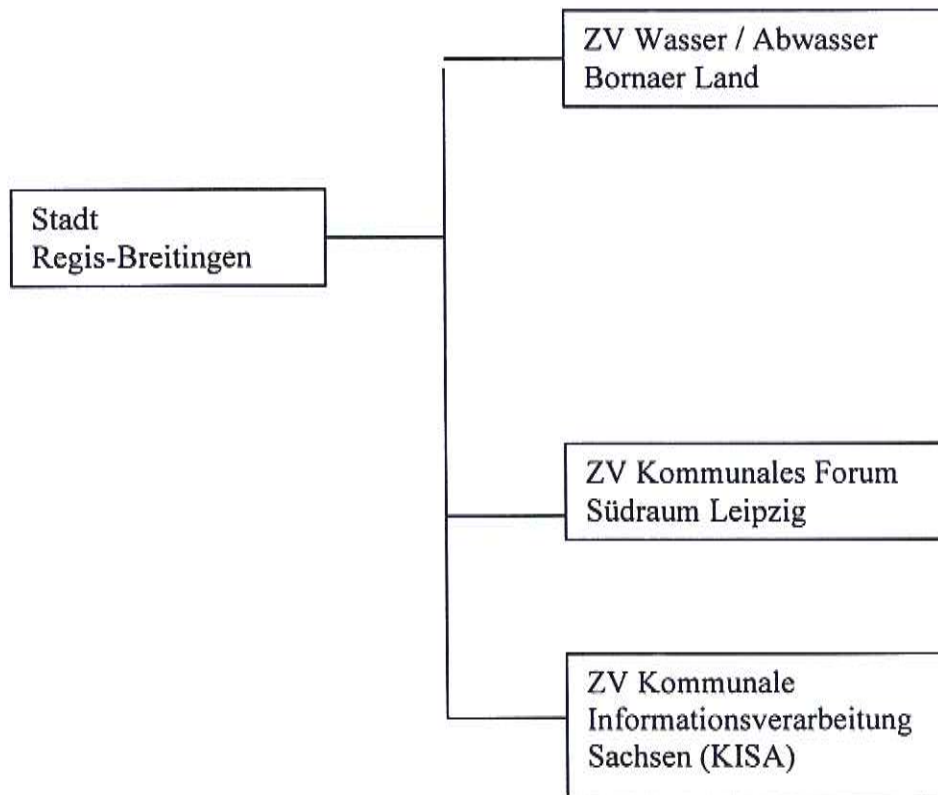 ZV Wasser / Abwasser
Bornaer Land
Stadt
Regis-Breitingen
ZV Kommunales Forum
Südraum Leipzig
ZV Kommunale
Informationsverarbeitung
Sachsen (KISA)